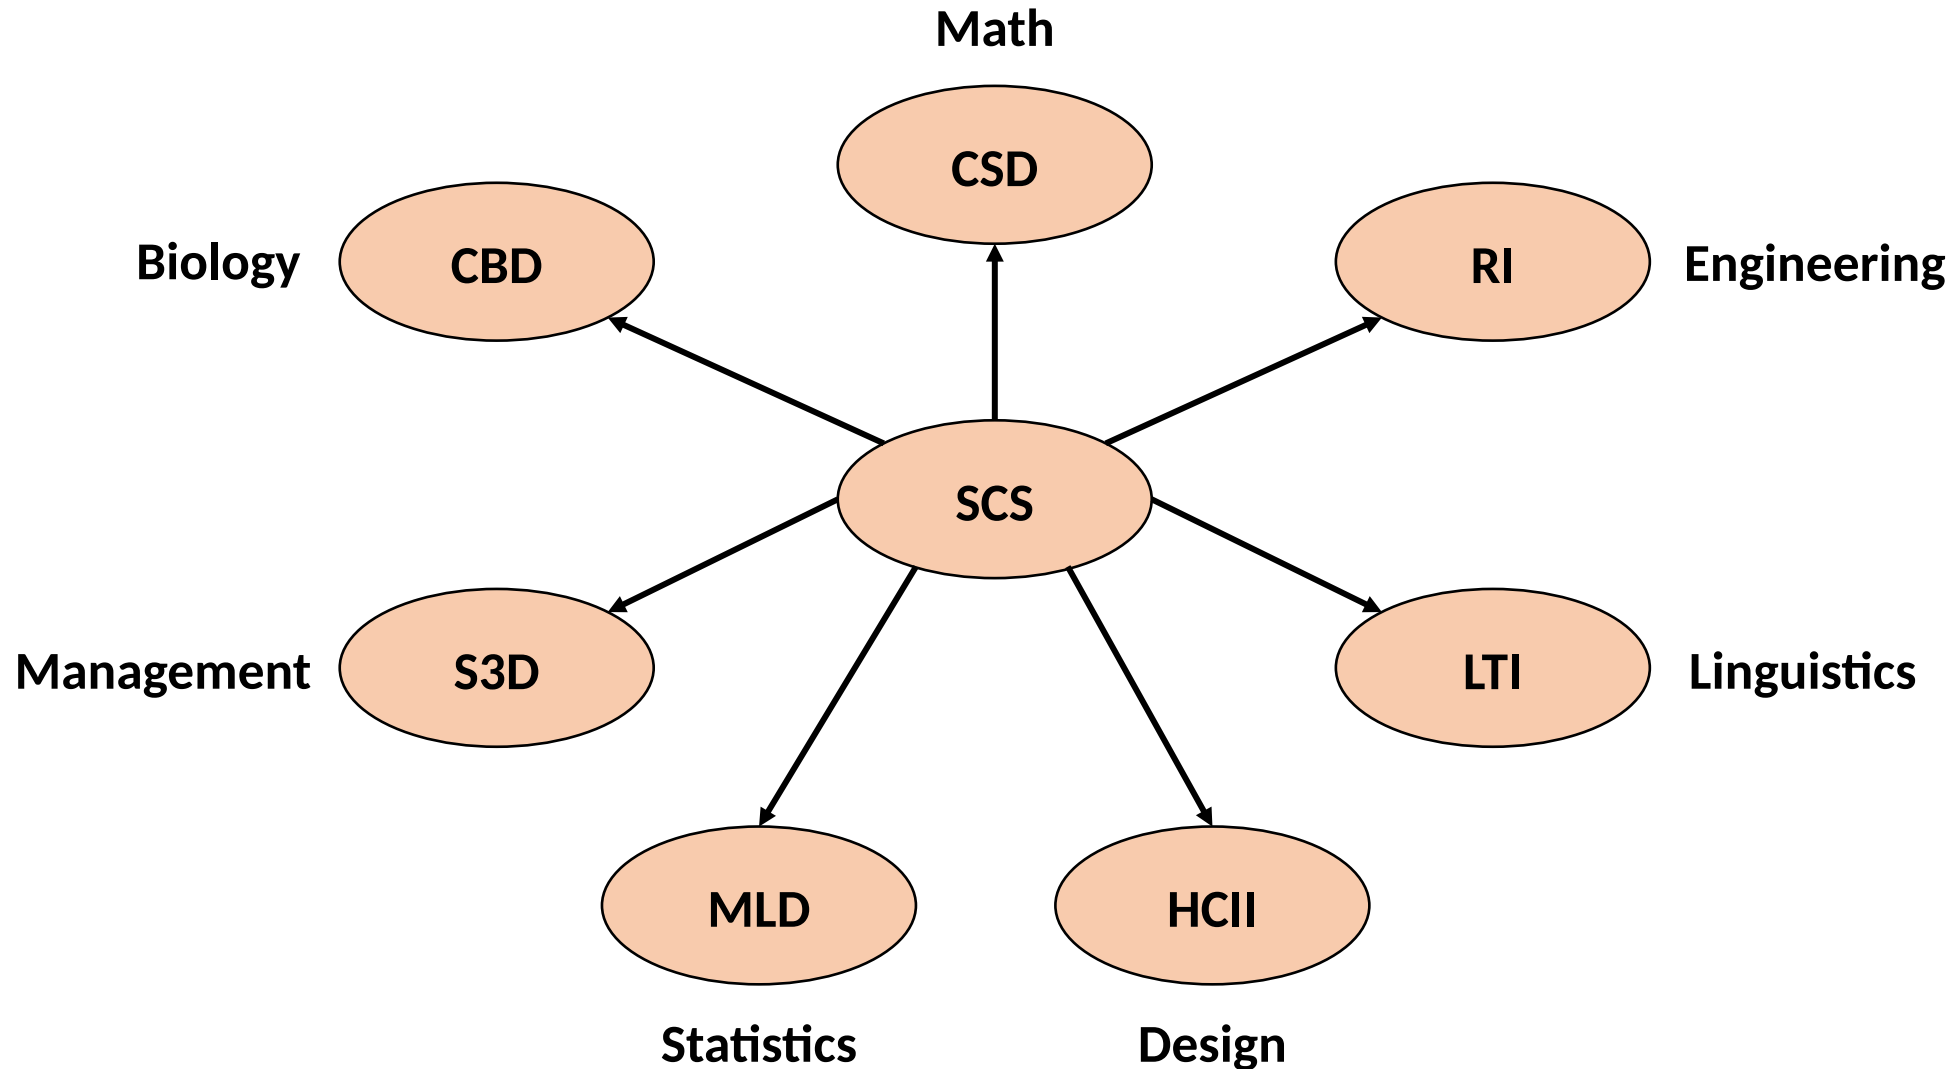 Math
CSD
Biology
CBD
RI
Engineering
SCS
Management
S3D
LTI
Linguistics
MLD
HCII
Statistics
Design